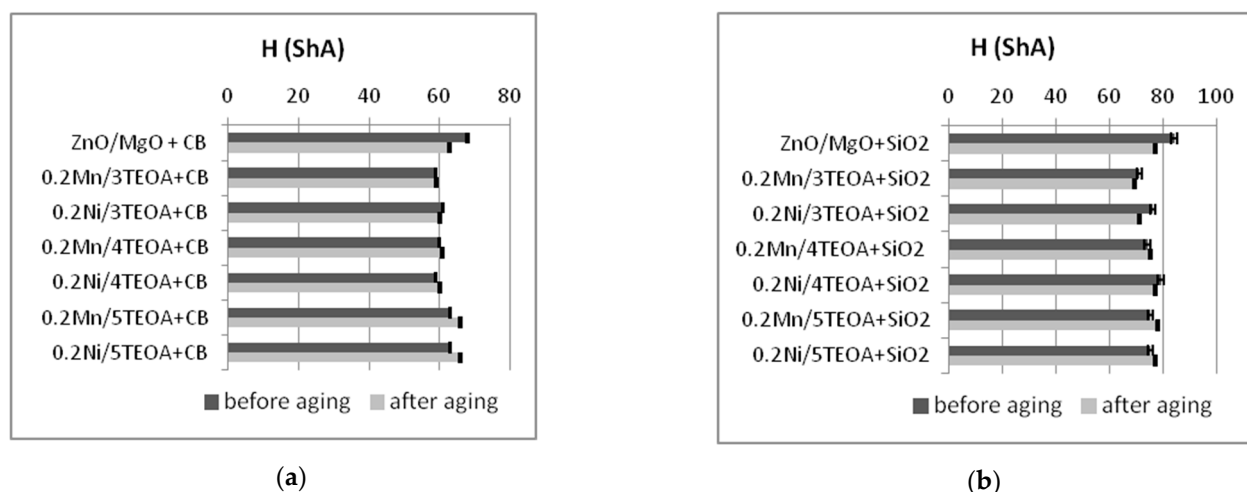 H (ShA)
0 20 40 60 80
ZnO/MgO + CB
0.2Mn/3TEOA+CB
0.2Ni/3TEOA+CB
0.2Mn/4TEOA+CB
0.2Ni/4TEOA+CB
0.2Mn/5TEOA+CB
0.2Ni/5TEOA+CB
before aging after aging
(a)
H (ShA)
0 20 40 60 80 100
ZnO/MgO+SiO2
0.2Mn/3TEOA+SiO2
0.2Ni/3TEOA+SiO2
0.2Mn/4TEOA+SiO2
0.2Ni/4TEOA+SiO2
0.2Mn/5TEOA+SiO2
0.2Ni/5TEOA+SiO2
before aging after aging
(b)